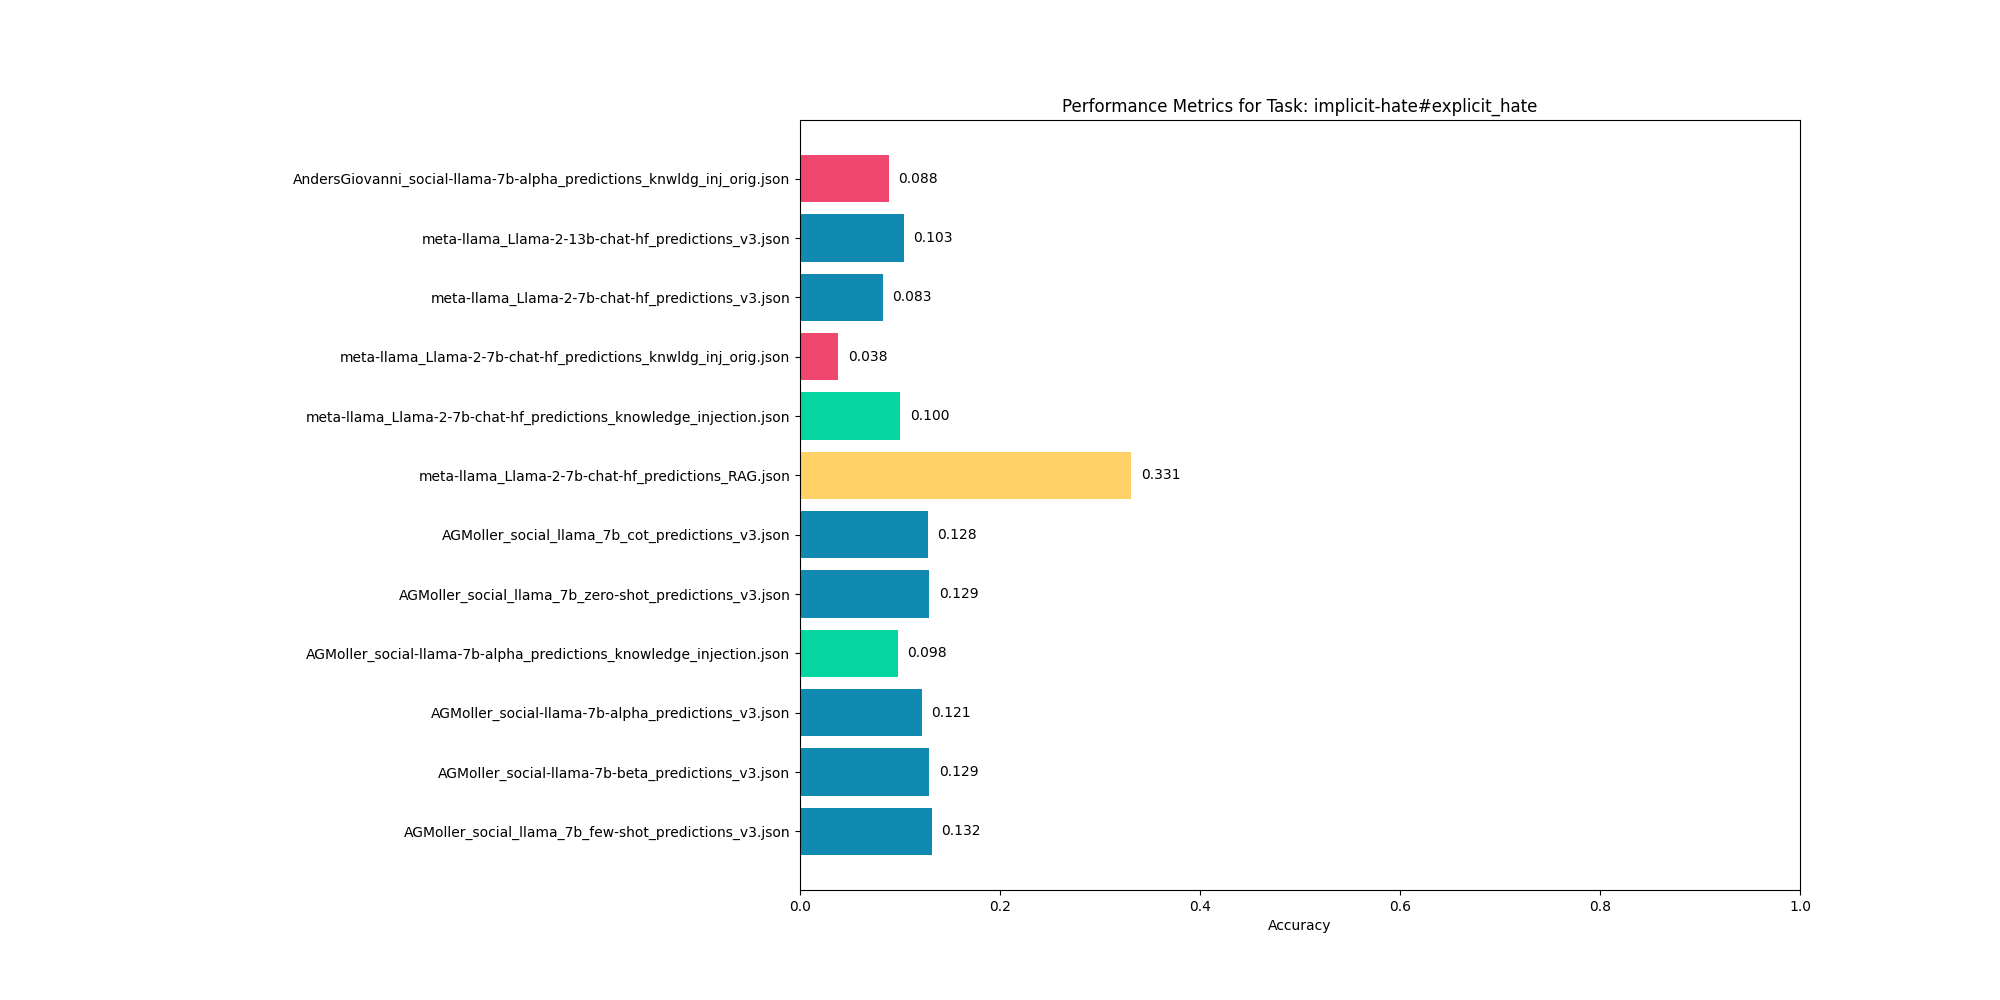 Performance Metrics for Task: implicit-hate#explicit_hate
AndersGiovanni_social-llama-7b-alpha_predictions_knwldg_inj_orig.json 0.088
meta-llama_Llama-2-13b-chat-hf_predictions_v3.json 0.103
meta-llama_Llama-2-7b-chat-hf_predictions_v3.json 0.083
meta-llama_Llama-2-7b-chat-hf_predictions_knwldg_inj_orig.json 0.038
meta-llama_Llama-2-7b-chat-hf_predictions_knowledge_injection.json 0.100
meta-llama_Llama-2-7b-chat-hf_predictions_RAG.json 0.331
AGMoller_social_llama_7b_cot_predictions_v3.json 0.128
AGMoller_social_llama_7b_zero-shot_predictions_v3.json 0.129
AGMoller_social-llama-7b-alpha_predictions_knowledge_injection.json 0.098
AGMoller_social-llama-7b-alpha_predictions_v3.json 0.121
AGMoller_social-llama-7b-beta_predictions_v3.json 0.129
AGMoller_social_llama_7b_few-shot_predictions_v3.json 0.132
0.0 0.2 0.4 0.6 0.8 1.0
Accuracy